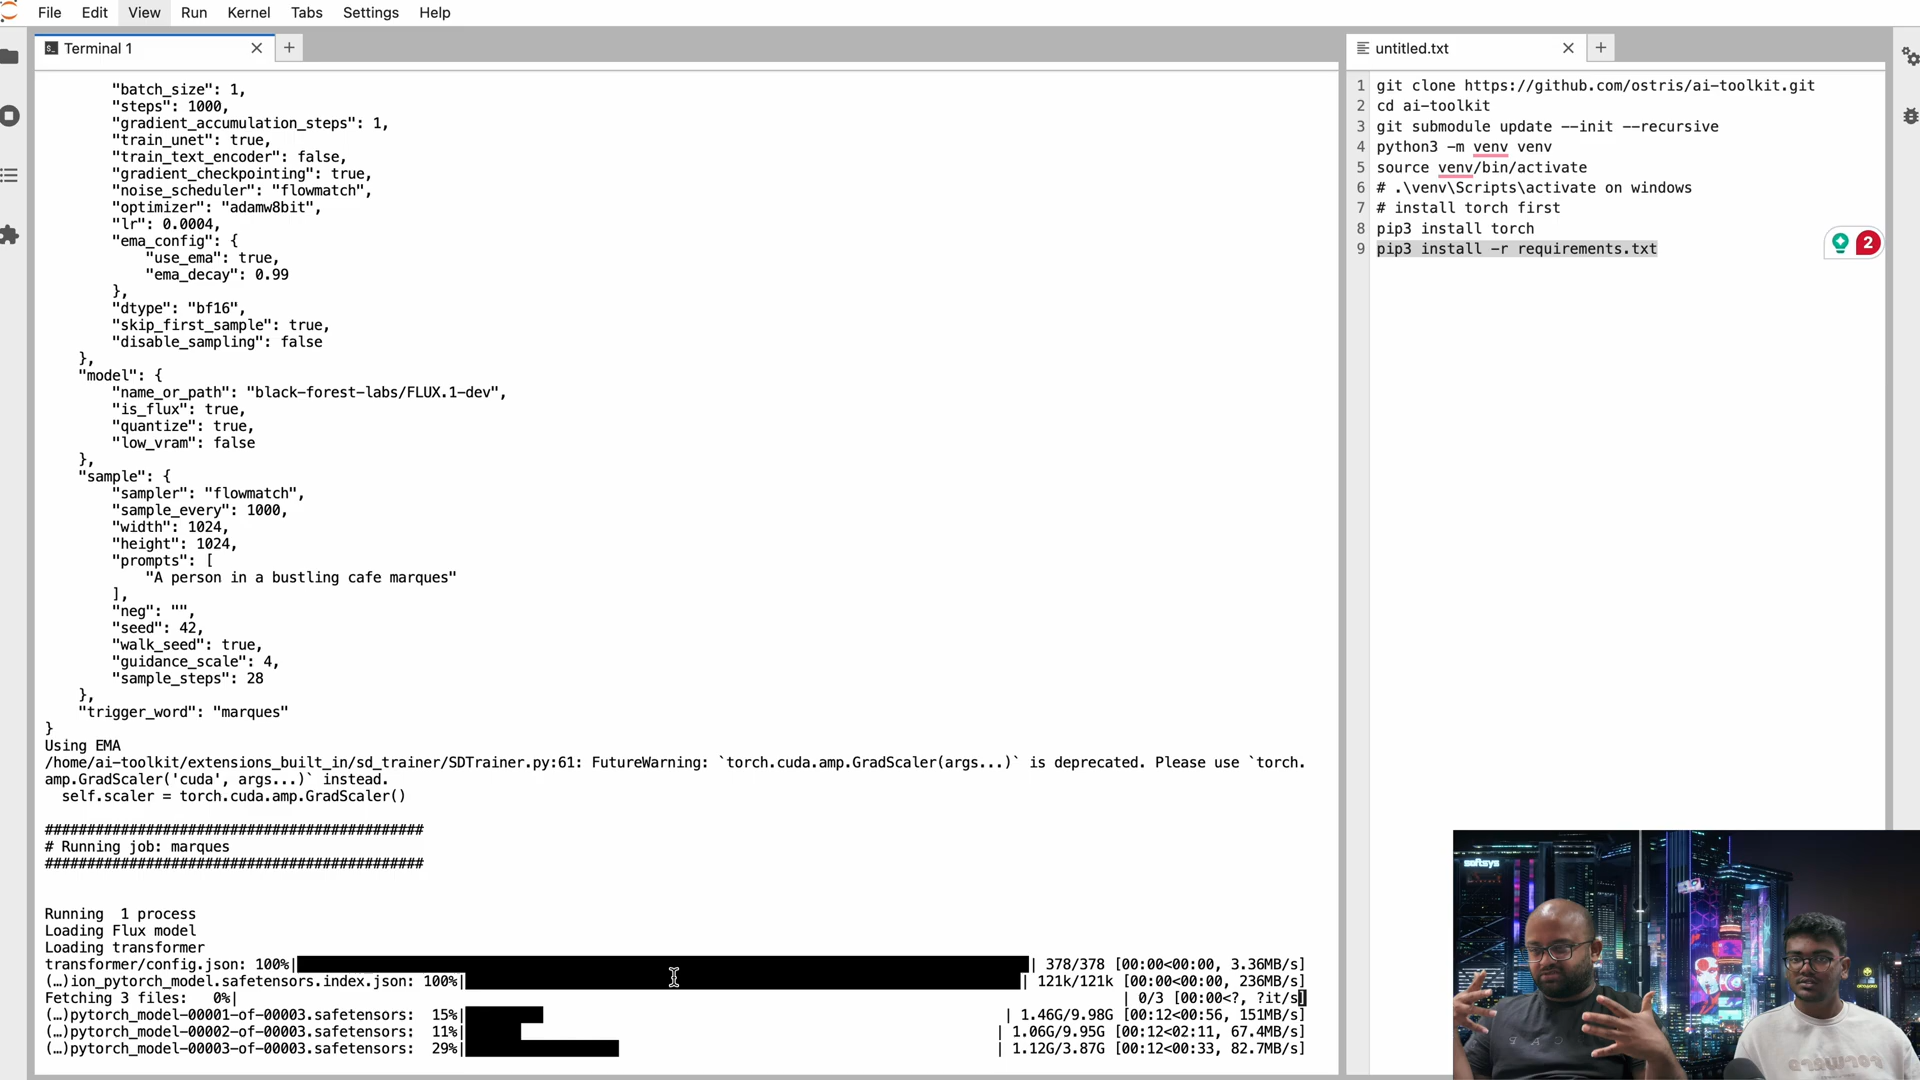 File Edit View Run Kernel Tabs Settings Help
Terminal 1
"batch_size": 1,
"steps": 1000,
"gradient_accumulation_steps": 1,
"train_unet": true,
"train_text_encoder": false,
"gradient_checkpointing": true,
"noise_scheduler": "flowmatch",
"optimizer": "adamw8bit",
"lr": 0.0004,
"ema_config": {
"use_ema": true,
"ema_decay": 0.99
},
"dtype": "bf16",
"skip_first_sample": true,
"disable_sampling": false
},
"model": {
"name_or_path": "black-forest-labs/FLUX.1-dev",
"is_flux": true,
"quantize": true,
"low_vram": false
},
"sample": {
"sampler": "flowmatch",
"sample_every": 1000,
"width": 1024,
"height": 1024,
"prompts": [
"A person in a bustling cafe marques"
],
"neg": "",
"seed": 42,
"walk_seed": true,
"guidance_scale": 4,
"sample_steps": 28
},
"trigger_word": "marques"
}
Using EMA
/home/ai-toolkit/extensions_built_in/sd_trainer/SDTrainer.py:61: FutureWarning: `torch.cuda.amp.GradScaler(args...)` is deprecated. Please use `torch.
amp.GradScaler('cuda', args...)` instead.
self.scaler = torch.cuda.amp.GradScaler()
#############################################
# Running job: marques
#############################################
Running  1 process
Loading Flux model
Loading transformer
transformer/config.json: 100%| | 378/378 [00:00<00:00, 3.36MB/s]
(…)ion_pytorch_model.safetensors.index.json: 100%| | 121k/121k [00:00<00:00, 236MB/s]
Fetching 3 files:   0%| | 0/3 [00:00<?, ?it/s]
(…)pytorch_model-00001-of-00003.safetensors:  15%| | 1.46G/9.98G [00:12<00:56, 151MB/s]
(…)pytorch_model-00002-of-00003.safetensors:  11%| | 1.06G/9.95G [00:12<02:11, 67.4MB/s]
(…)pytorch_model-00003-of-00003.safetensors:  29%| | 1.12G/3.87G [00:12<00:33, 82.7MB/s]
untitled.txt
1 git clone https://github.com/ostris/ai-toolkit.git
2 cd ai-toolkit
3 git submodule update --init --recursive
4 python3 -m venv venv
5 source venv/bin/activate
6 # .\venv\Scripts\activate on windows
7 # install torch first
8 pip3 install torch
9 pip3 install -r requirements.txt
2
softsys